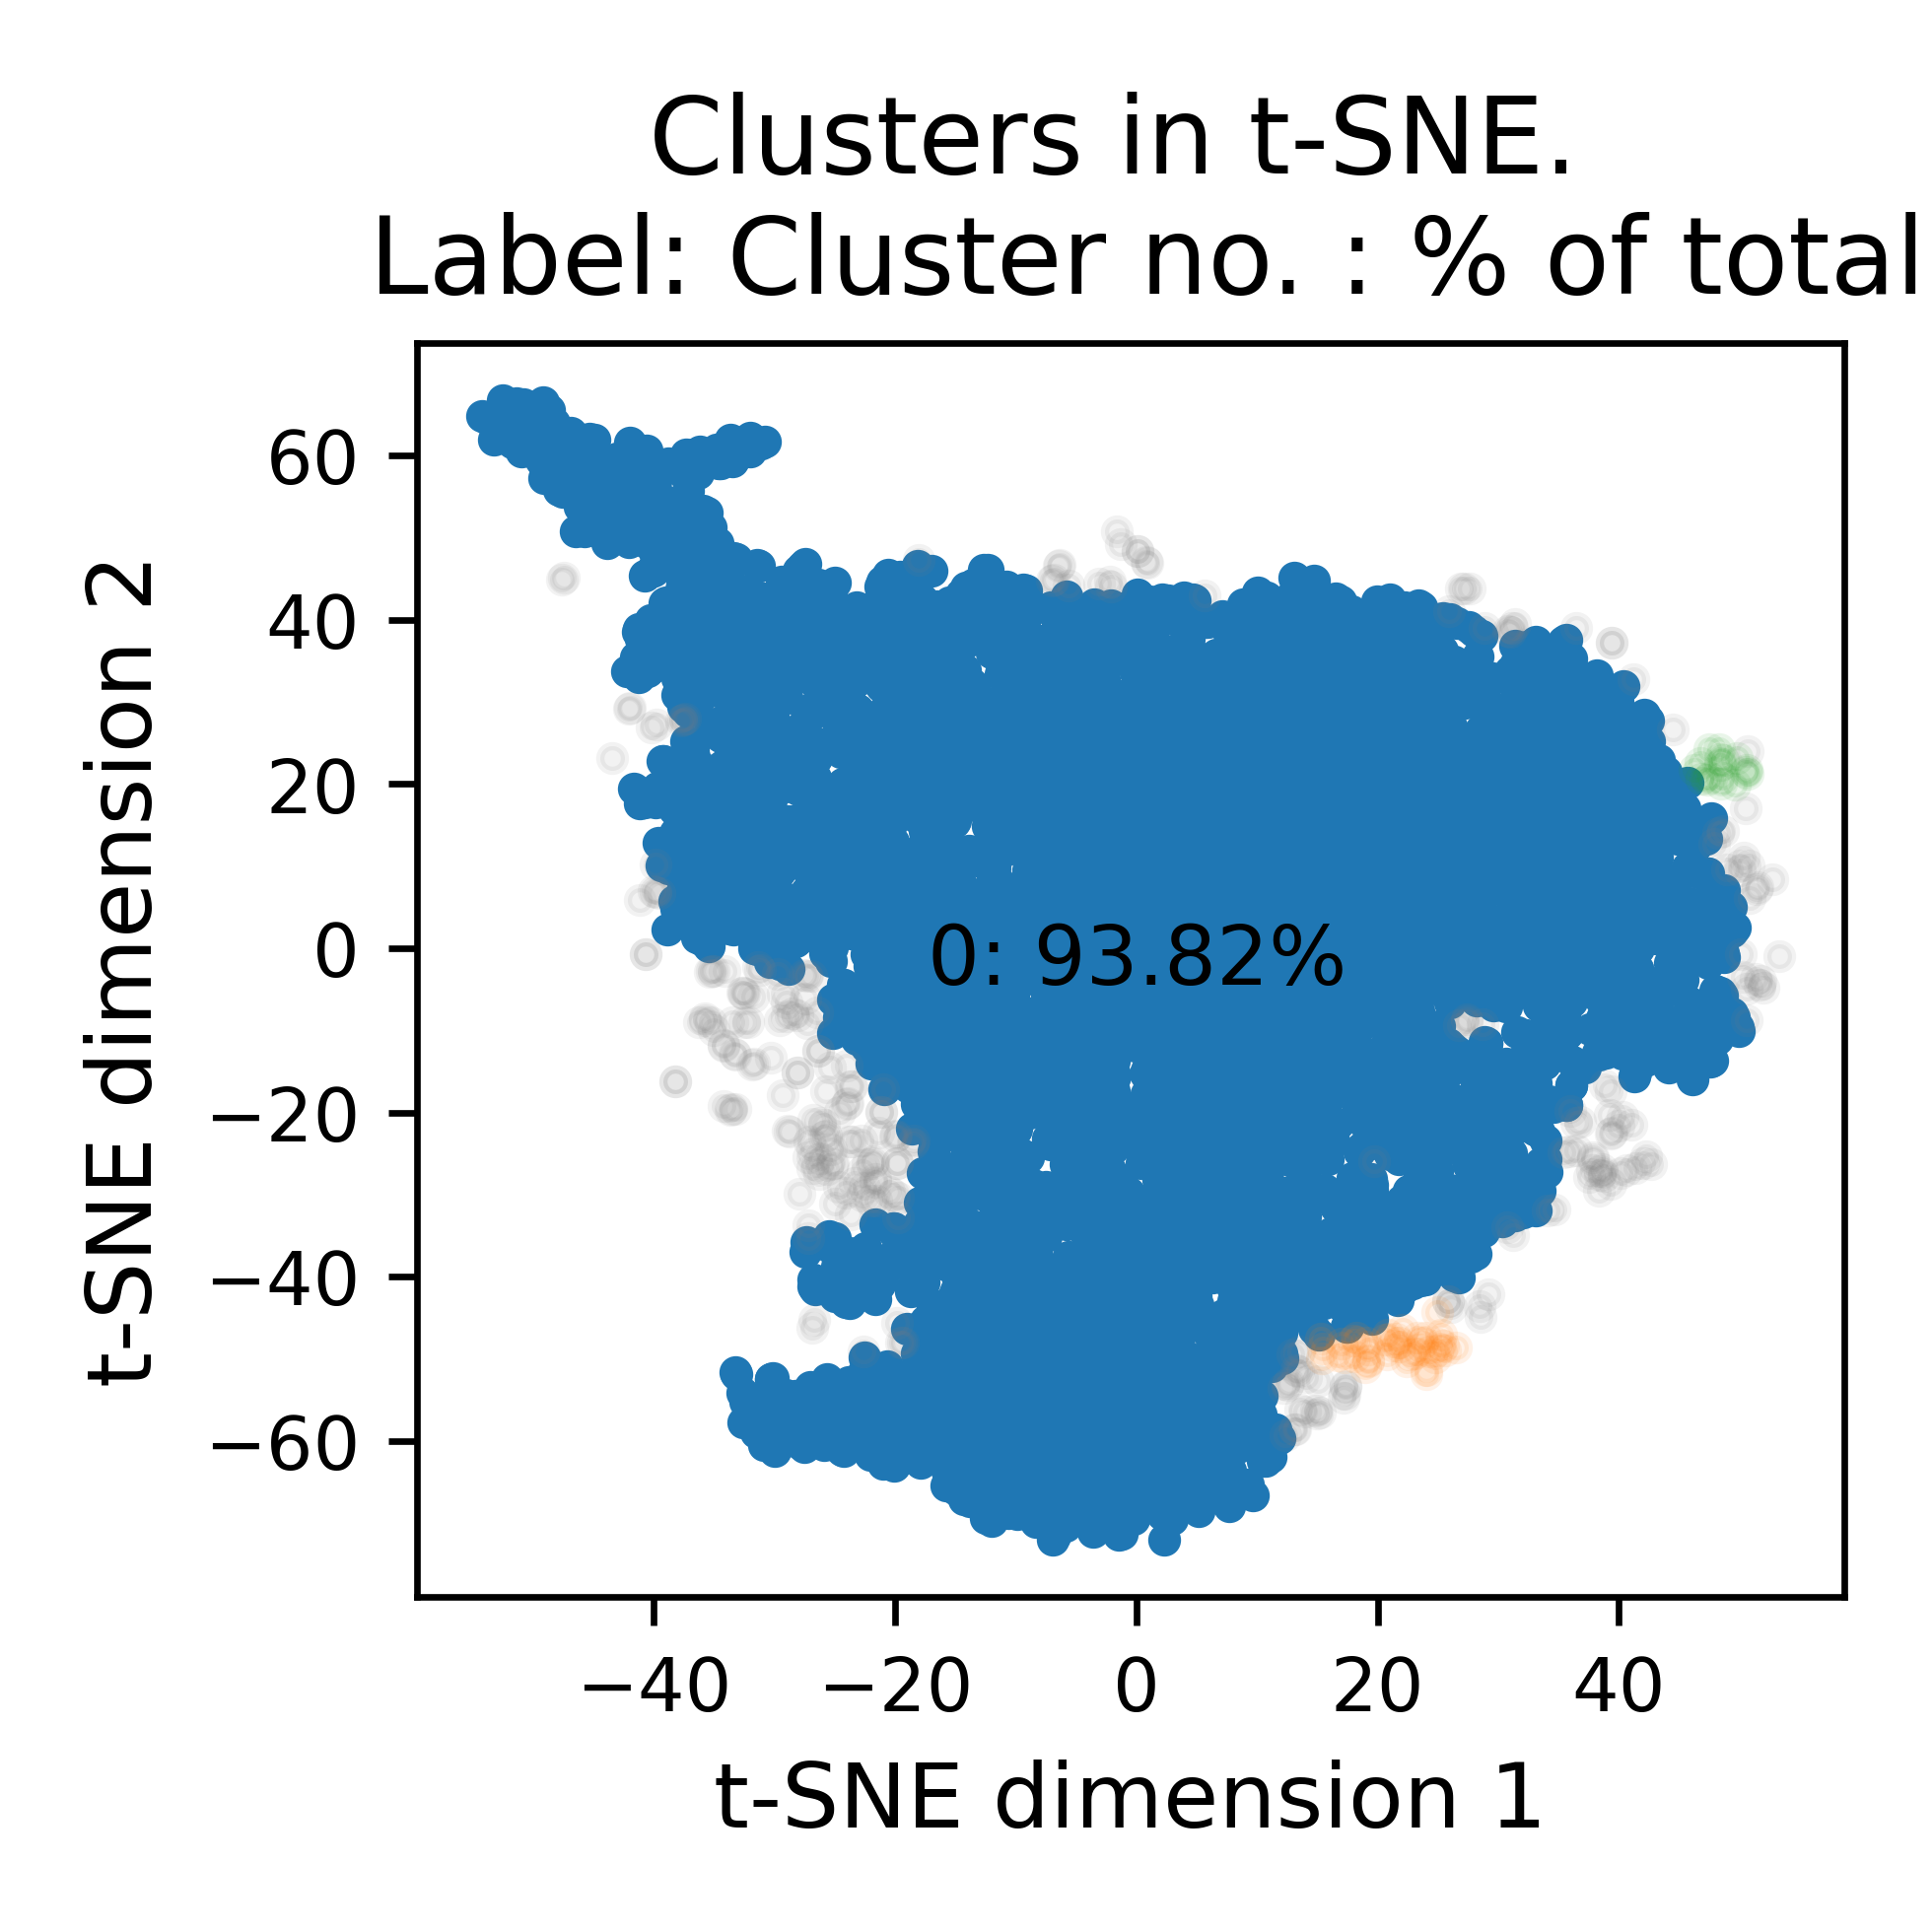 Clusters in t-SNE.
Label: Cluster no. : % of total
60
40
20
0
−20
−40
−60
t-SNE dimension 2
0: 93.82%
−40 −20 0 20 40
t-SNE dimension 1